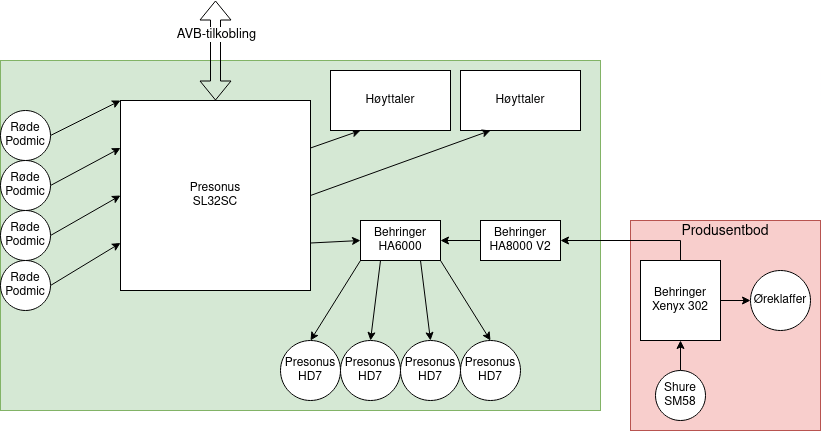 AVB-tilkobling
Høyttaler
Høyttaler
Røde
Podmic
Røde
Podmic
Røde
Podmic
Røde
Podmic
Presonus
SL32SC
Behringer
HA6000
Behringer
HA8000 V2
Presonus
HD7
Presonus
HD7
Presonus
HD7
Presonus
HD7
Produsentbod
Behringer
Xenyx 302
Øreklaffer
Shure
SM58